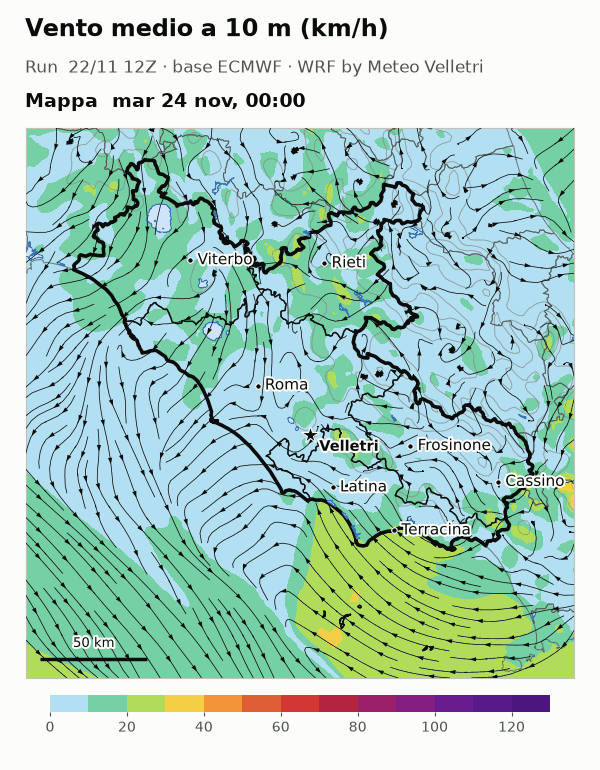 Vento medio a 10 m (km/h)
Run 22/11 12Z · base ECMWF · WRF by Meteo Velletri
Mappa mar 24 nov, 00:00
Viterbo
Rieti
Roma
Velletri
Frosinone
Cassino
Latina
Terracina
50 km
0 20 40 60 80 100 120